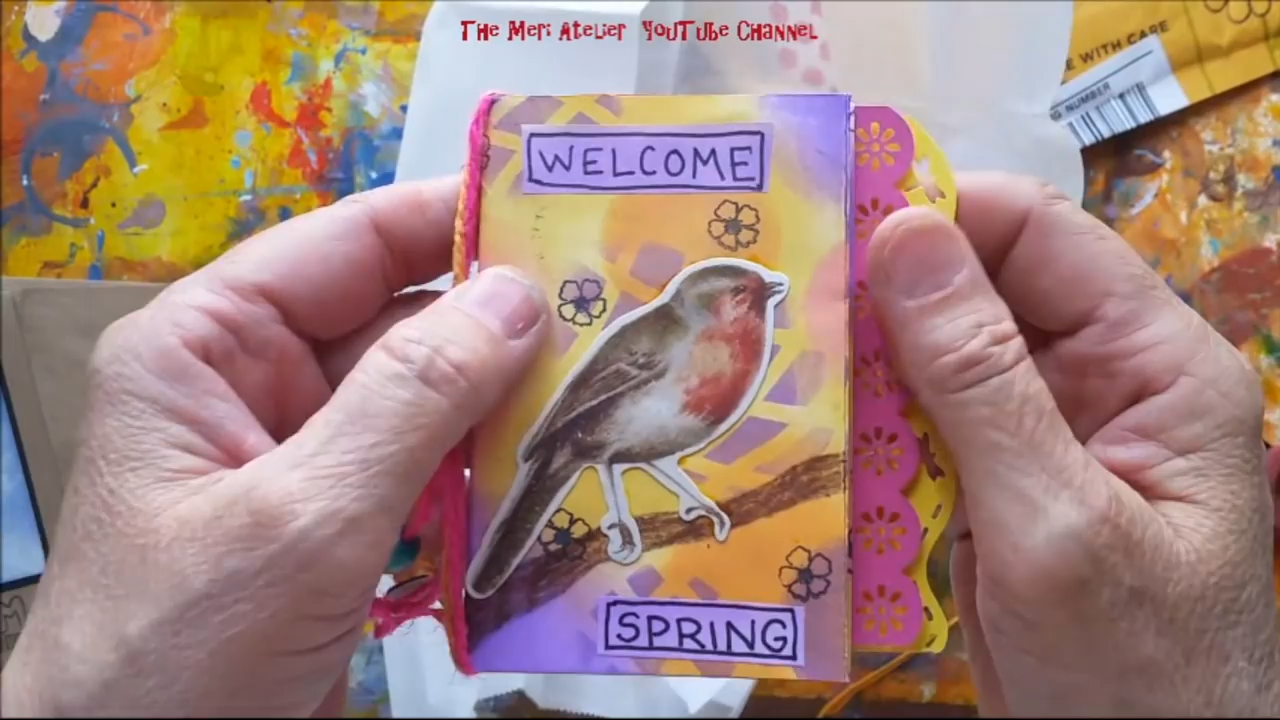 The Meri Atelier YouTube Channel
E WITH CARE
G NUMBER
WELCOME
SPRING